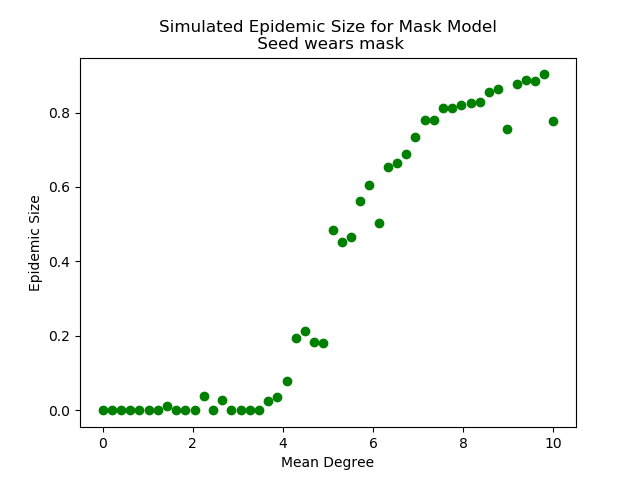 Simulated Epidemic Size for Mask Model
Seed wears mask
0.8
0.6
0.4
0.2
0.0
Epidemic Size
0 2 4 6 8 10
Mean Degree